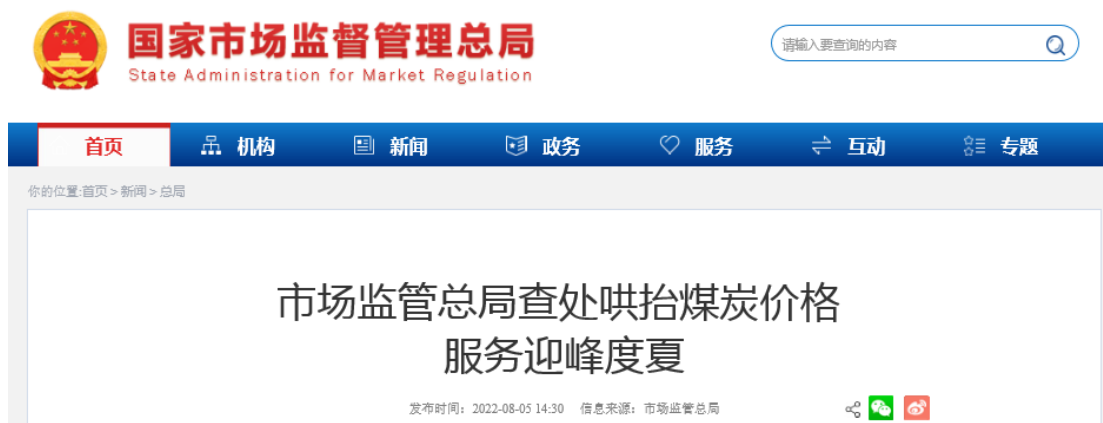 国家市场监督管理总局
State Administration for Market Regulation
请输入要查询的内容
首页 机构 新闻 政务 服务 互动 专题
你的位置:首页 > 新闻 > 总局
市场监管总局查处哄抬煤炭价格
服务迎峰度夏
发布时间：2022-08-05 14:30 信息来源：市场监管总局